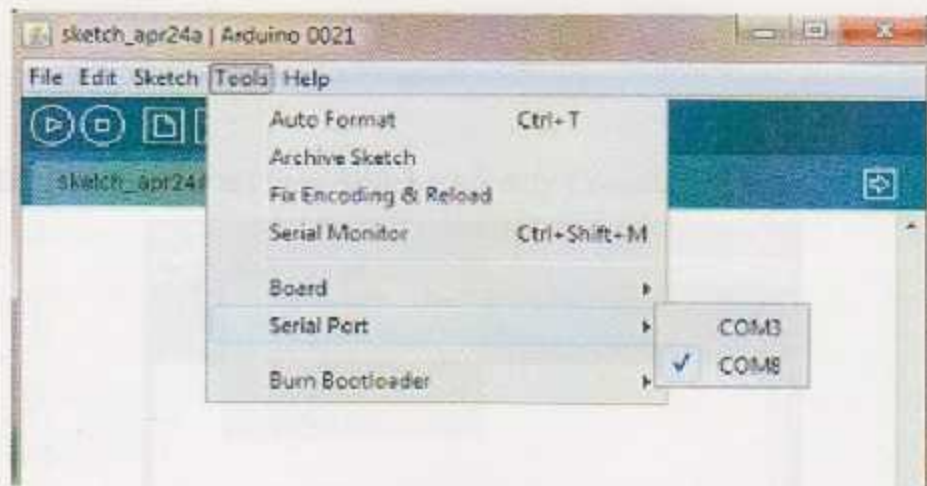 sketch_apr24a | Arduino 0021
File Edit Sketch Tools Help
Auto Format Ctrl+T
Archive Sketch
sketch_apr24a
Fix Encoding & Reload
Serial Monitor Ctrl+Shift+M
Board
Serial Port
COM3
COM8
Burn Bootloader